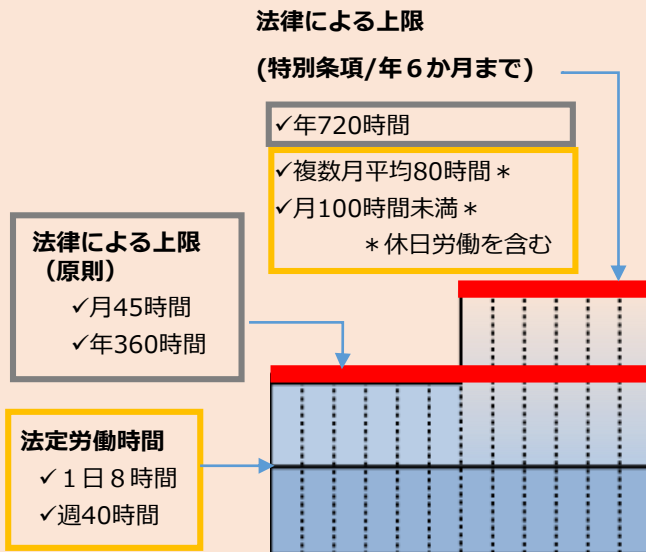 法律による上限
(特別条項/年６か月まで)
✓年720時間
✓複数月平均80時間＊
✓月100時間未満＊
＊休日労働を含む
法律による上限
（原則）
✓月45時間
✓年360時間
法定労働時間
✓１日８時間
✓週40時間